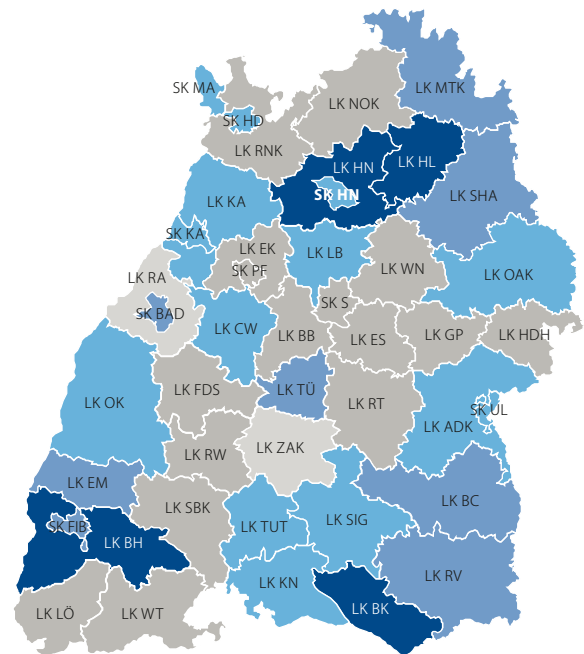 SK MA
LK MTK
LK NOK
SK HD
LK RNK
LK HN
LK HL
SK HN
LK SHA
LK KA
SK KA
LK EK
LK LB
LK WN
SK PF
LK OAK
LK RA
SK BAD
SK S
LK CW
LK BB
LK ES
LK GP
LK HDH
LK FDS
LK TÜ
LK RT
LK OK
SK UL
LK ADK
LK ZAK
LK RW
LK EM
LK SBK
LK BC
SK FIB
LK TUT
LK SIG
LK BH
LK KN
LK RV
LK LÖ
LK WT
LK BK